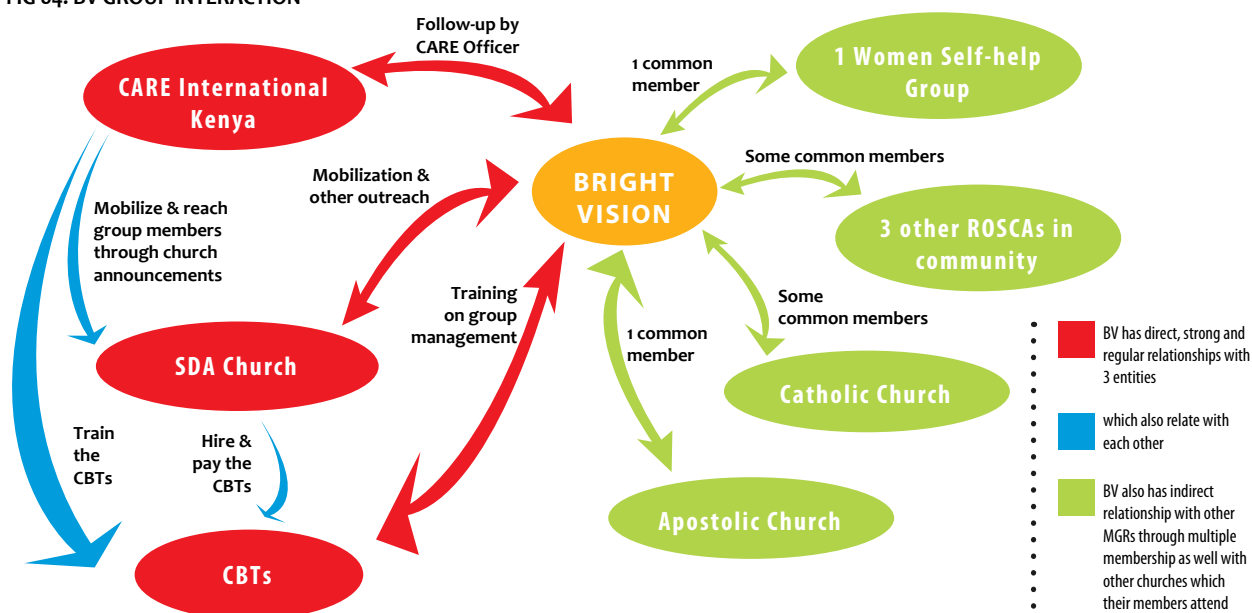 FIG 04: BV GROUP INTERACTION
Follow-up by
CARE Officer
CARE International
Kenya
1 common
member
1 Women Self-help
Group
Mobilization &
other outreach
BRIGHT
VISION
Some common members
Mobilize & reach
group members
through church
announcements
3 other ROSCAs in
community
Training
on group
management
Some
common members
1 common
member
SDA Church
Catholic Church
Train
the
CBTs
Hire &
pay the
CBTs
Apostolic Church
CBTs
BV has direct, strong and
regular relationships with
3 entities
which also relate with
each other
BV also has indirect
relationship with other
MGRs through multiple
membership as well with
other churches which
their members attend